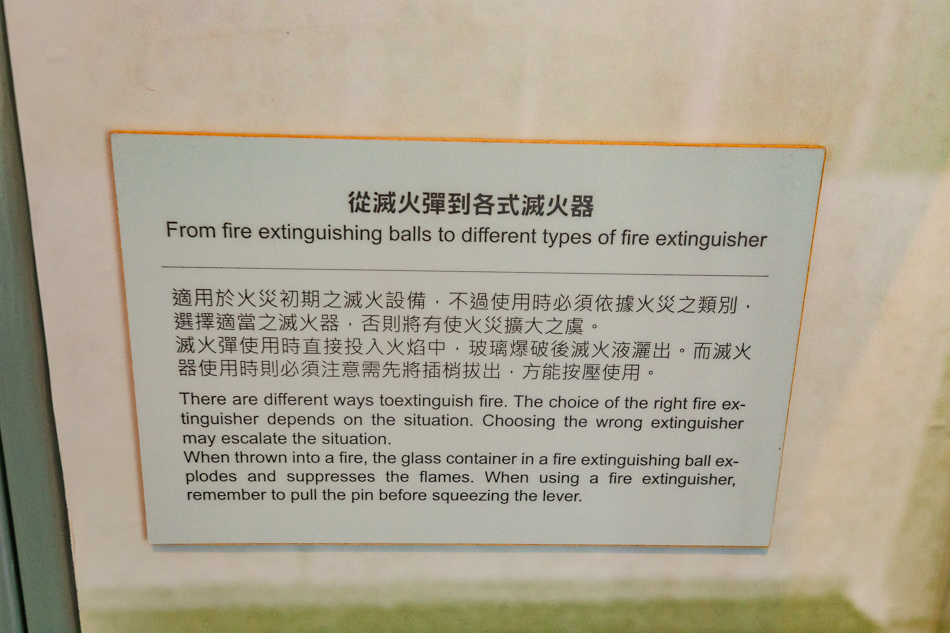 從滅火彈到各式滅火器
From fire extinguishing balls to different types of fire extinguisher
適用於火災初期之滅火設備，不過使用時必須依據火災之類別，
選擇適當之滅火器，否則將有使火災擴大之虞。
滅火彈使用時直接投入火焰中，玻璃爆破後滅火液灑出。而滅火
器使用時則必須注意需先將插梢拔出，方能按壓使用。
There are different ways toextinguish fire. The choice of the right fire ex-
tinguisher depends on the situation. Choosing the wrong extinguisher
may escalate the situation.
When thrown into a fire, the glass container in a fire extinguishing ball ex-
plodes and suppresses the flames. When using a fire extinguisher,
remember to pull the pin before squeezing the lever.